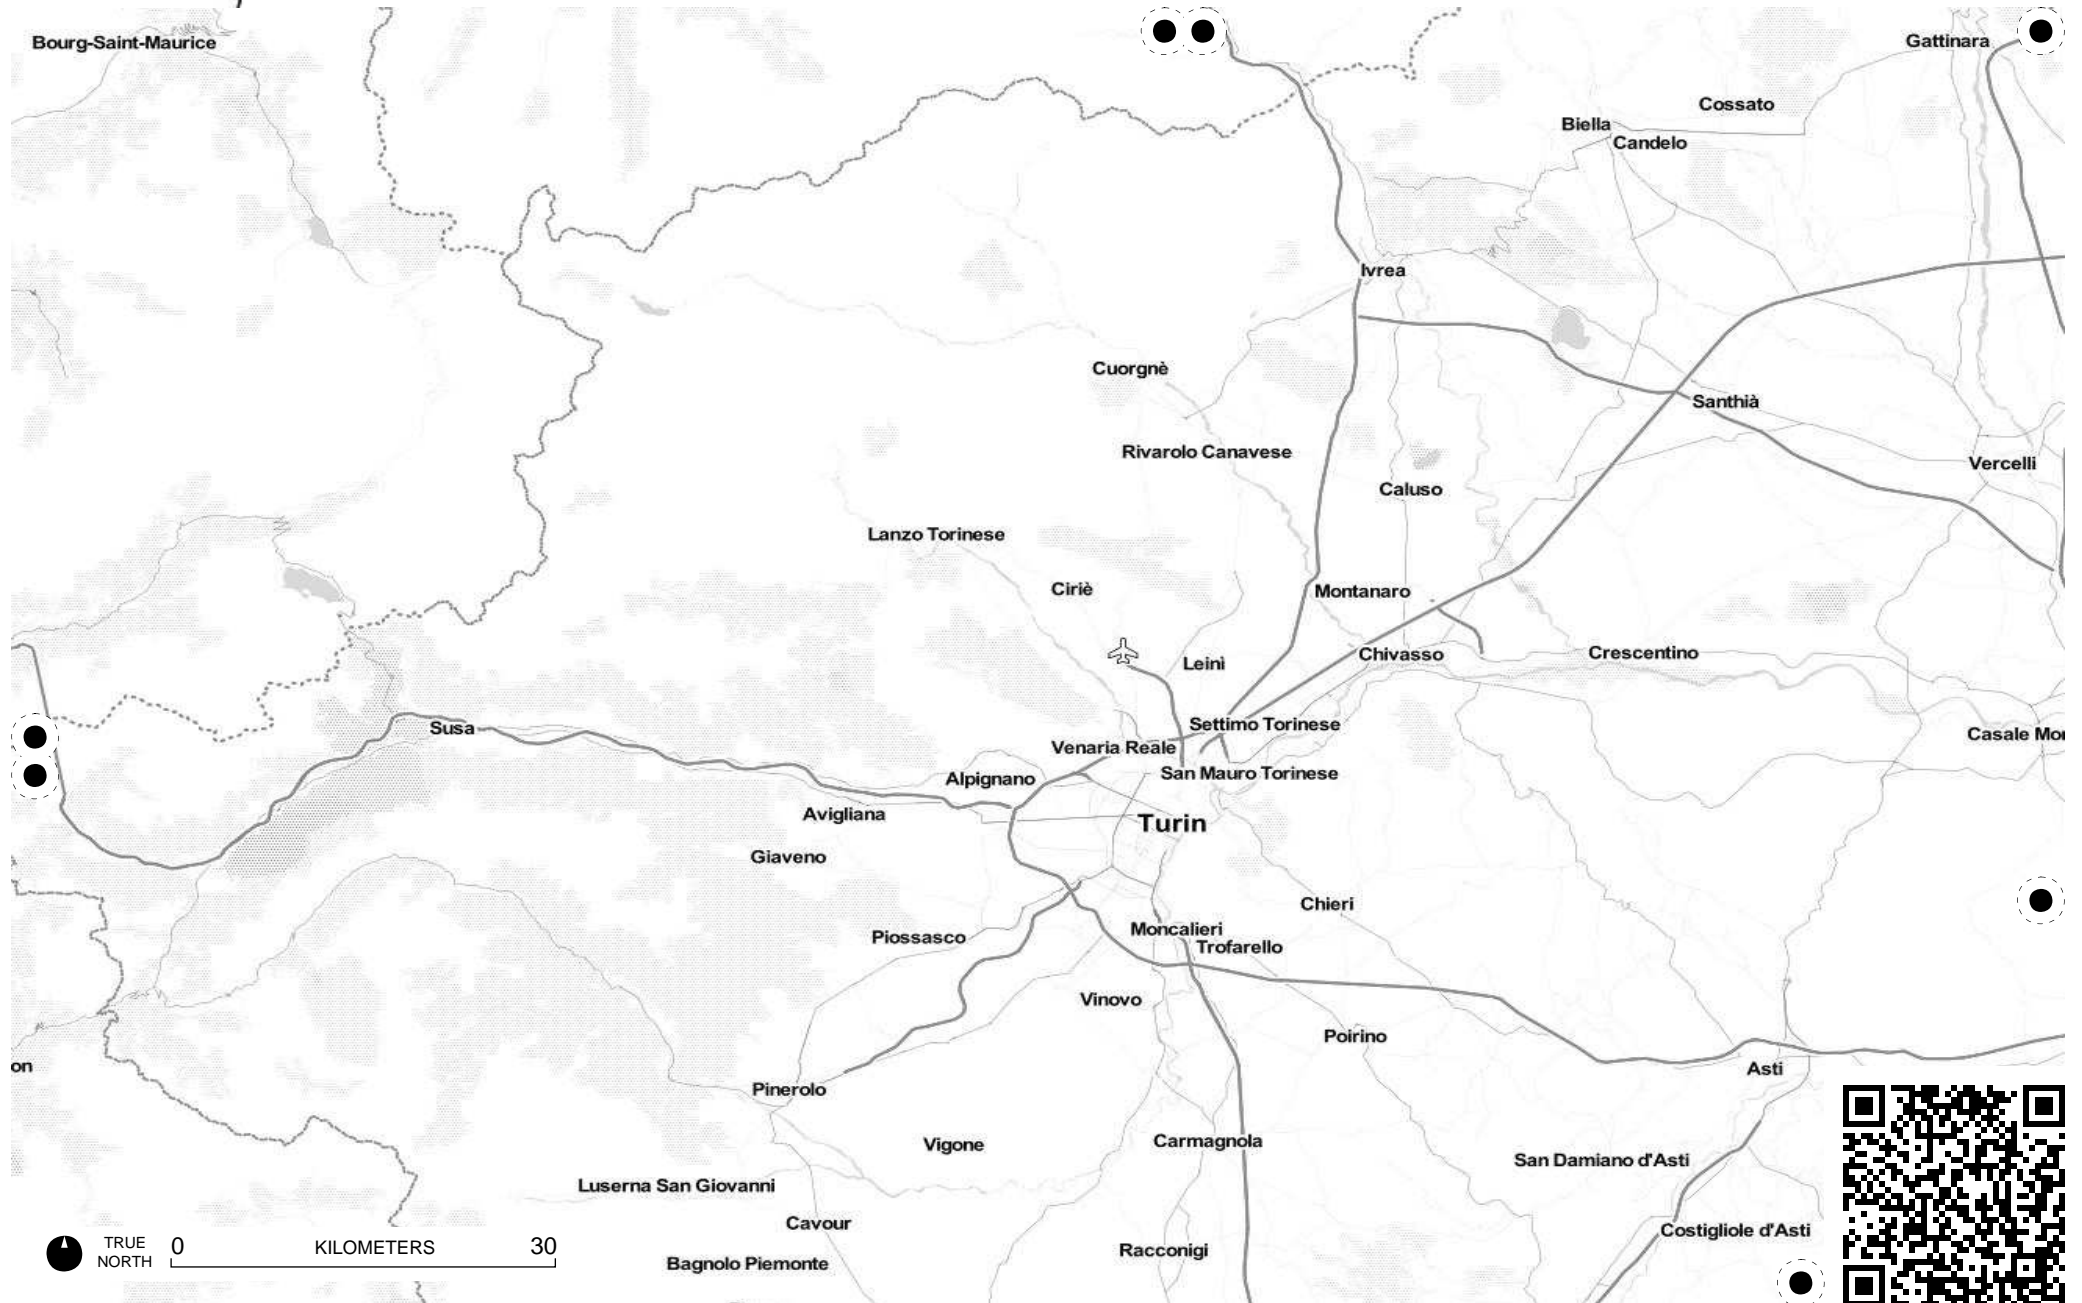 Bourg-Saint-Maurice
Gattinara
Cossato
Biella
Candelo
Ivrea
Cuorgnè
Santhià
Rivarolo Canavese
Vercelli
Caluso
Lanzo Torinese
Ciriè
Montanaro
Leinì
Chivasso
Crescentino
Susa
Settimo Torinese
Casale Mo
Venaria Reale
San Mauro Torinese
Alpignano
Avigliana
Turin
Giaveno
Chieri
Moncalieri
Piossasco
Trofarello
Vinovo
Poirino
on
Asti
Pinerolo
Vigone
Carmagnola
San Damiano d'Asti
Luserna San Giovanni
Cavour
Costigliole d'Asti
TRUE
NORTH
0 KILOMETERS 30
Racconigi
Bagnolo Piemonte